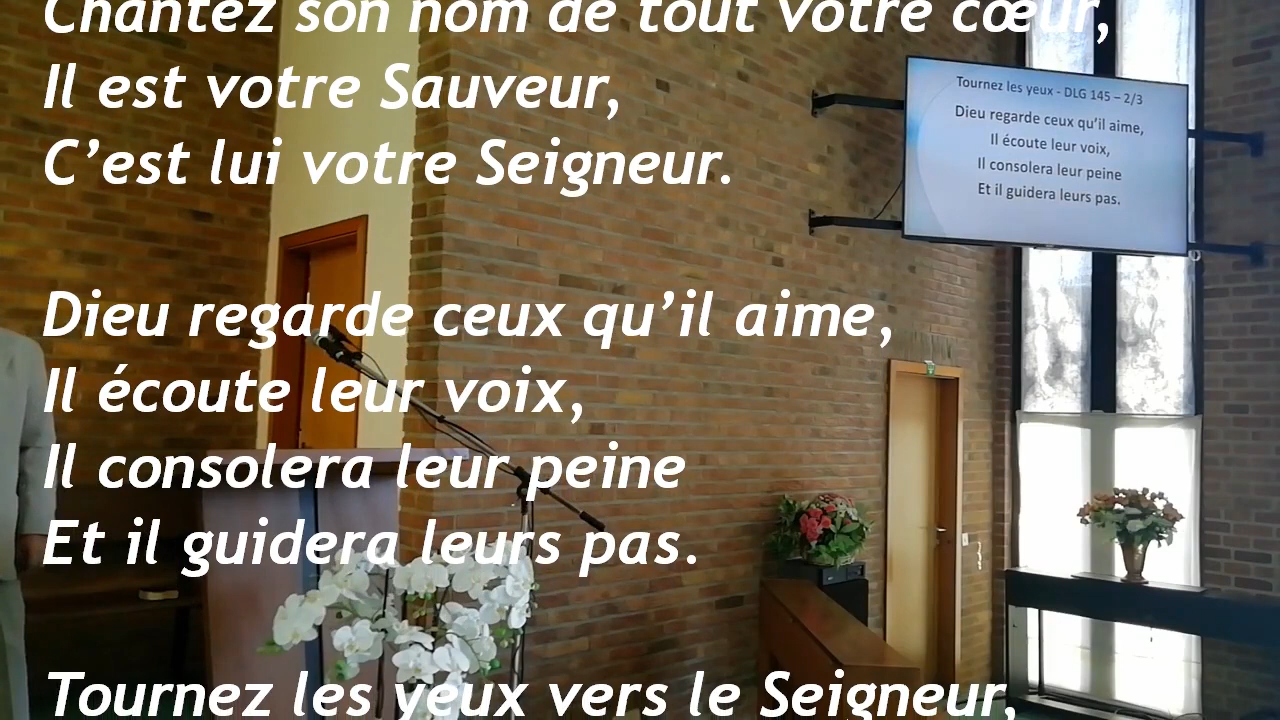 Chantez son nom de tout votre cœur,
Il est votre Sauveur,
C’est lui votre Seigneur.
Dieu regarde ceux qu’il aime,
Il écoute leur voix,
Il consolera leur peine
Et il guidera leurs pas.
Tournez les yeux vers le Seigneur,
Tournez les yeux - DLG 145 – 2/3
Dieu regarde ceux qu’il aime,
Il écoute leur voix,
Il consolera leur peine
Et il guidera leurs pas.